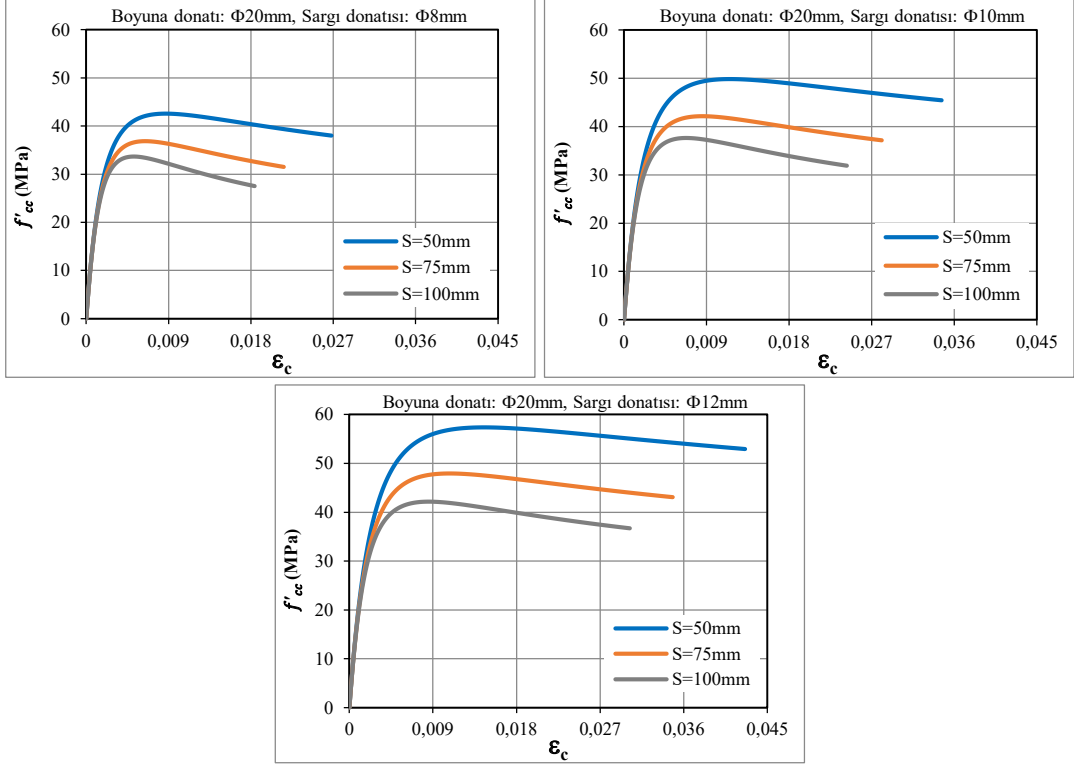 Boyuna donatı: Φ20mm, Sargı donatısı: Φ8mm
60
50
40
30
20
10
0
f'cc (MPa)
S=50mm
S=75mm
S=100mm
0 0,009 0,018 0,027 0,036 0,045
εc
Boyuna donatı: Φ20mm, Sargı donatısı: Φ10mm
60
50
40
30
20
10
0
f'cc (MPa)
S=50mm
S=75mm
S=100mm
0 0,009 0,018 0,027 0,036 0,045
εc
Boyuna donatı: Φ20mm, Sargı donatısı: Φ12mm
60
50
40
30
20
10
0
f'cc (MPa)
S=50mm
S=75mm
S=100mm
0 0,009 0,018 0,027 0,036 0,045
εc